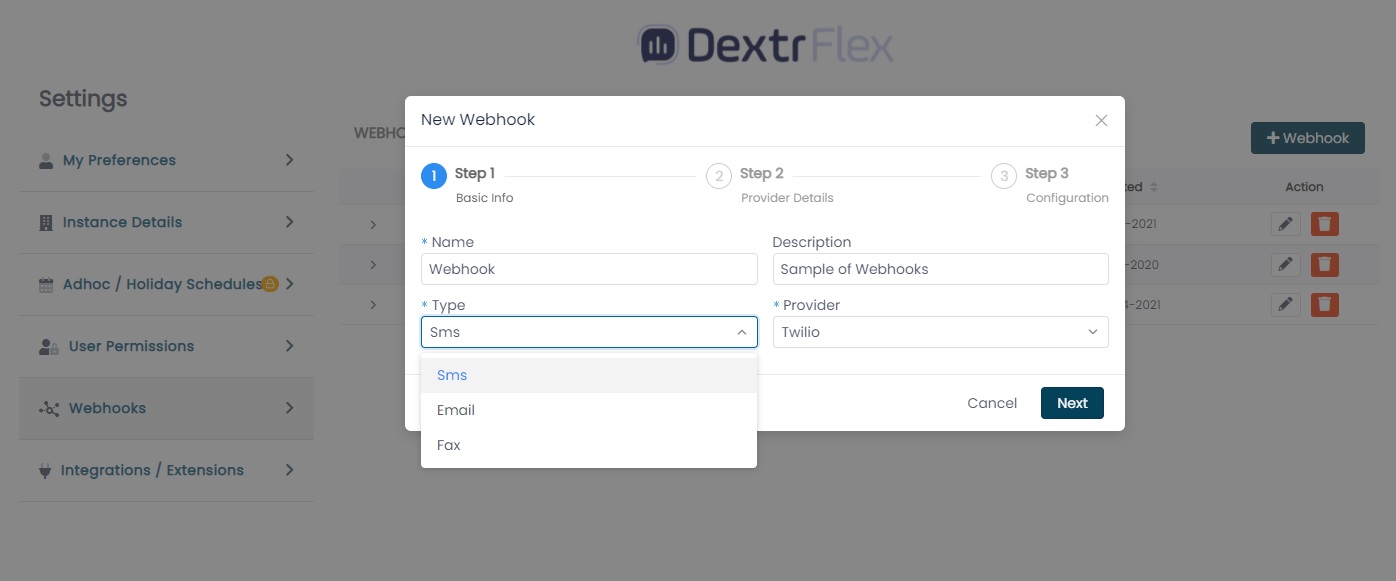 DextrFlex
Settings
My Preferences
Instance Details
Adhoc / Holiday Schedules
User Permissions
Webhooks
Integrations / Extensions
WEBHO
+ Webhook
ted
Action
-2021
-2020
-2021
New Webhook
1 Step 1
Basic Info
2 Step 2
Provider Details
3 Step 3
Configuration
* Name
Webhook
Description
Sample of Webhooks
* Type
Sms
* Provider
Twilio
Sms
Email
Fax
Cancel
Next